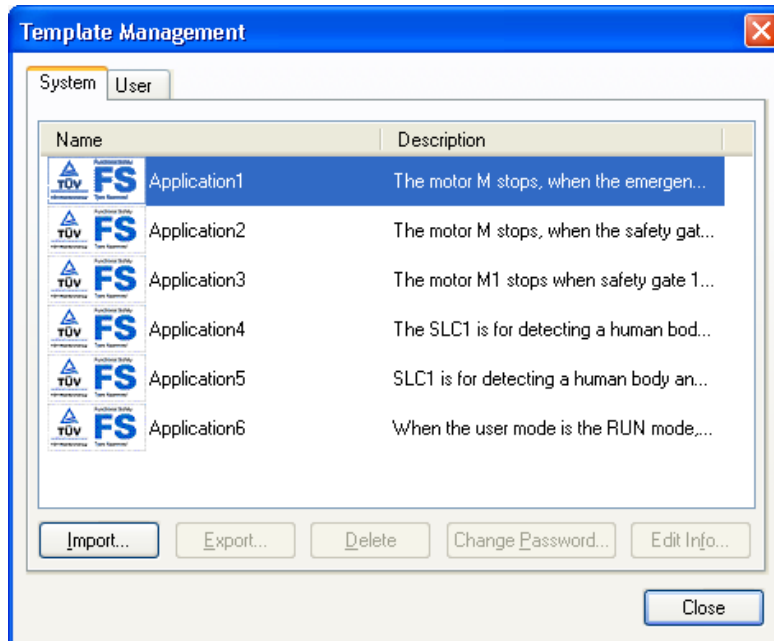 Template Management
System User
Name Description
TÜV FS Application1 The motor M stops, when the emergen...
TÜV FS Application2 The motor M stops, when the safety gat...
TÜV FS Application3 The motor M1 stops when safety gate 1...
TÜV FS Application4 The SLC1 is for detecting a human bod...
TÜV FS Application5 SLC1 is for detecting a human body an...
TÜV FS Application6 When the user mode is the RUN mode,...
Import... Export... Delete Change Password... Edit Info...
Close